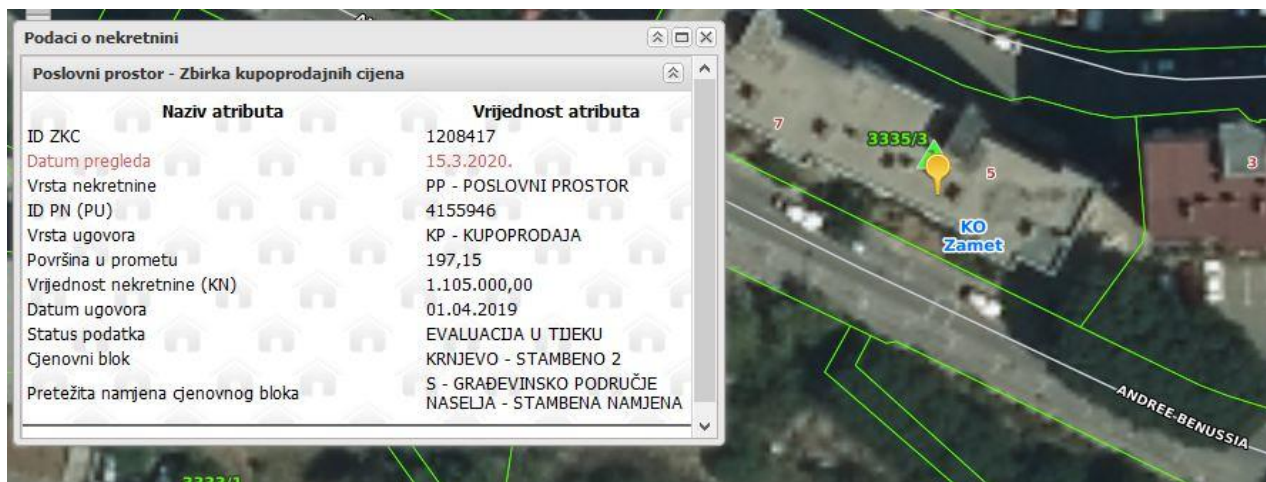 Podaci o nekretnini
Poslovni prostor - Zbirka kupoprodajnih cijena
Naziv atributa Vrijednost atributa
ID ZKC 1208417
Datum pregleda 15.3.2020.
Vrsta nekretnine PP - POSLOVNI PROSTOR
ID PN (PU) 4155946
Vrsta ugovora KP - KUPOPRODAJA
Površina u prometu 197,15
Vrijednost nekretnine (KN) 1.105.000,00
Datum ugovora 01.04.2019
Status podatka EVALUACIJA U TIJEKU
Cjenovni blok KRNJEVO - STAMBENO 2
Pretežita namjena cjenovnog bloka S - GRAĐEVINSKO PODRUČJE
NASELJA - STAMBENA NAMJENA
7
3335/3
5
3
KO
Zamet
ANDREE-BENUSSIA